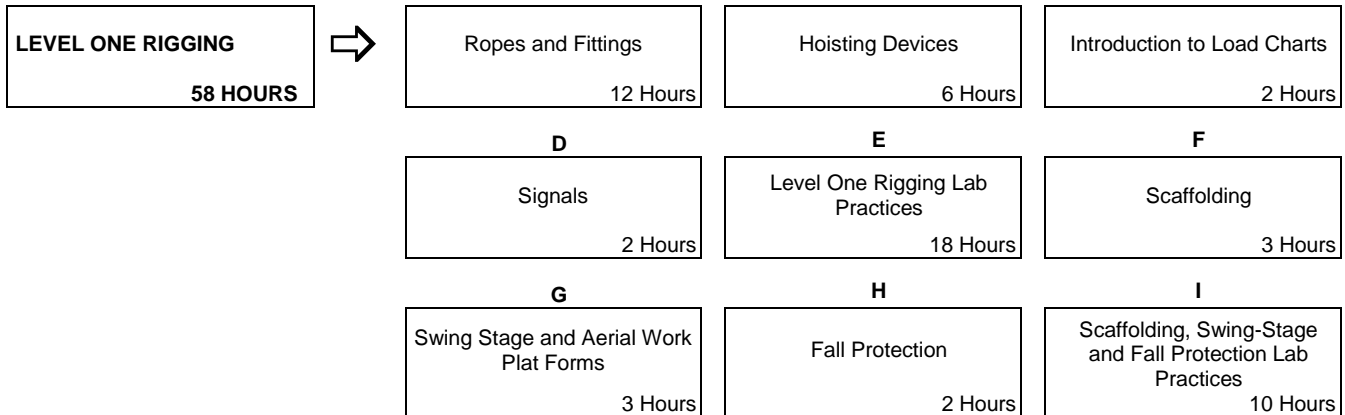 LEVEL ONE RIGGING
58 HOURS
Ropes and Fittings
12 Hours
Hoisting Devices
6 Hours
Introduction to Load Charts
2 Hours
D
Signals
2 Hours
E
Level One Rigging Lab
Practices
18 Hours
F
Scaffolding
3 Hours
G
Swing Stage and Aerial Work
Plat Forms
3 Hours
H
Fall Protection
2 Hours
I
Scaffolding, Swing-Stage
and Fall Protection Lab
Practices
10 Hours